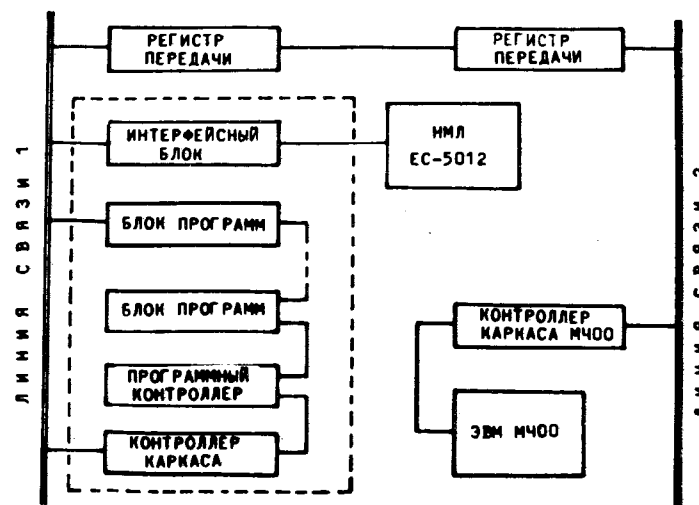 РЕГИСТР
ПЕРЕДАЧИ
РЕГИСТР
ПЕРЕДАЧИ
ИНТЕРФЕЙСНЫЙ
БЛОК
НМЛ
ЕС-5012
БЛОК ПРОГРАММ
БЛОК ПРОГРАММ
КОНТРОЛЛЕР
КАРКАСА М400
ПРОГРАММНЫЙ
КОНТРОЛЛЕР
ЭВМ М400
КОНТРОЛЛЕР
КАРКАСА
ЛИНИЯ СВЯЗИ 1
ЛИНИЯ СВЯЗИ 2